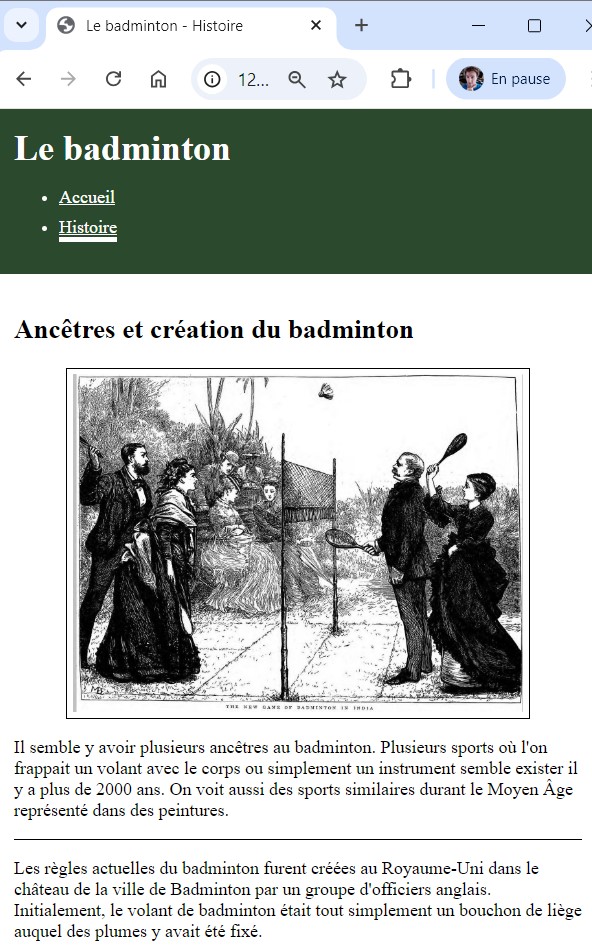 Le badminton - Histoire
12...
En pause
Le badminton
Accueil
Histoire
Ancêtres et création du badminton
THE NEW GAME OF BADMINTON IN INDIA
Il semble y avoir plusieurs ancêtres au badminton. Plusieurs sports où l'on
frappait un volant avec le corps ou simplement un instrument semble exister il
y a plus de 2000 ans. On voit aussi des sports similaires durant le Moyen Âge
représenté dans des peintures.
Les règles actuelles du badminton furent créées au Royaume-Uni dans le
château de la ville de Badminton par un groupe d'officiers anglais.
Initialement, le volant de badminton était tout simplement un bouchon de liège
auquel des plumes y avait été fixé.